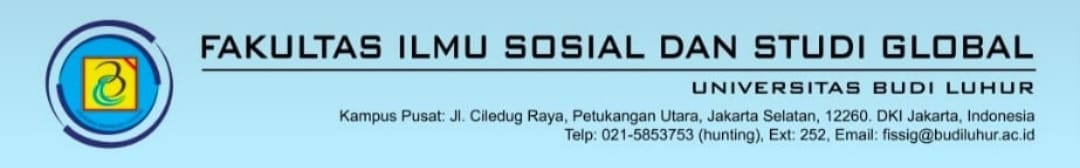 FAKULTAS ILMU SOSIAL DAN STUDI GLOBAL
UNIVERSITAS BUDI LUHUR
Kampus Pusat: Jl. Ciledug Raya, Petukangan Utara, Jakarta Selatan, 12260. DKI Jakarta, Indonesia
Telp: 021-5853753 (hunting), Ext: 252, Email: fissig@budiluhur.ac.id